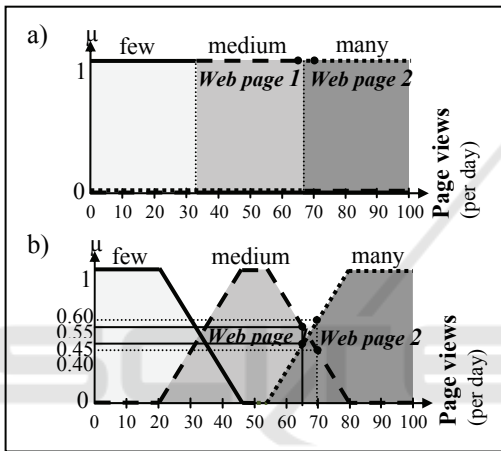 a)
μ
few medium many
1
Web page 1 Web page 2
0
0 10 20 30 40 50 60 70 80 90 100
Page views
(per day)
b)
μ
few medium many
1
0.60
0.55
0.45
0.40
Web page Web page 2
0
0 10 20 30 40 50 60 70 80 90 100
Page views
(per day)